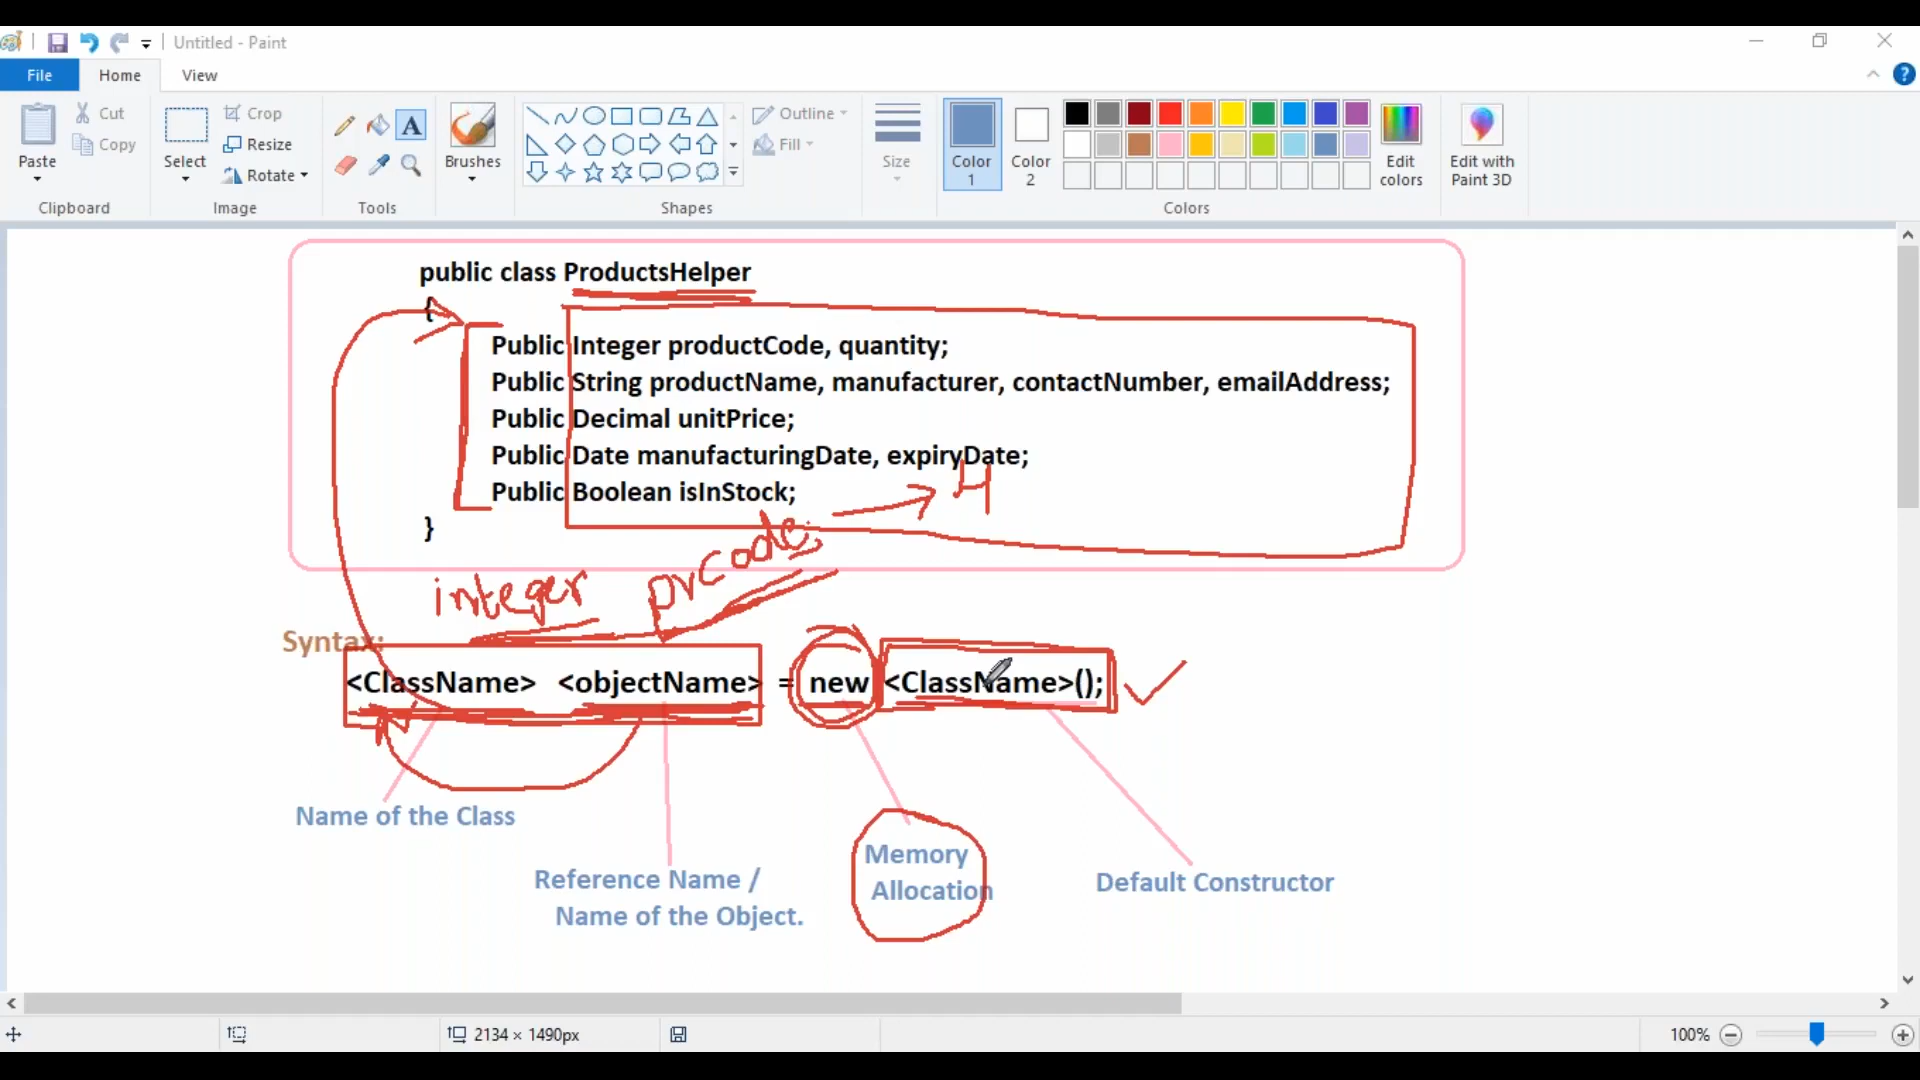 Untitled - Paint
File Home View
Paste
Cut
Copy
Clipboard
Select
Crop
Resize
Rotate
Image
Tools
A
Brushes
Shapes
Outline
Fill
Size
Color 1
Color 2
Edit colors
Edit with Paint 3D
Colors
public class ProductsHelper
{
Public Integer productCode, quantity;
Public String productName, manufacturer, contactNumber, emailAddress;
Public Decimal unitPrice;
Public Date manufacturingDate, expiryDate;
Public Boolean isInStock;
}
4
integer prCode;
Syntax:
<ClassName> <objectName> = new <ClassName>();
Name of the Class
Reference Name /
Name of the Object.
Memory
Allocation
Default Constructor
2134 × 1490px
100%